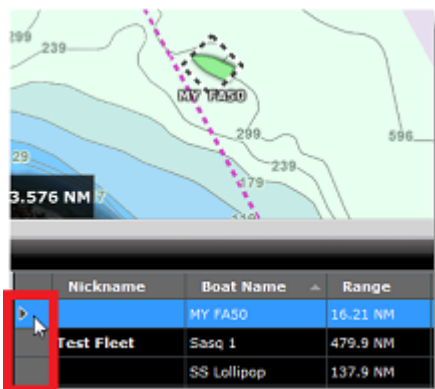 299
239
MY FA50
299
596
239
29
179
3.576 NM
Nickname Boat Name Range
MY FA50 16.21 NM
Test Fleet Sasq 1 479.9 NM
SS Lollipop 137.9 NM